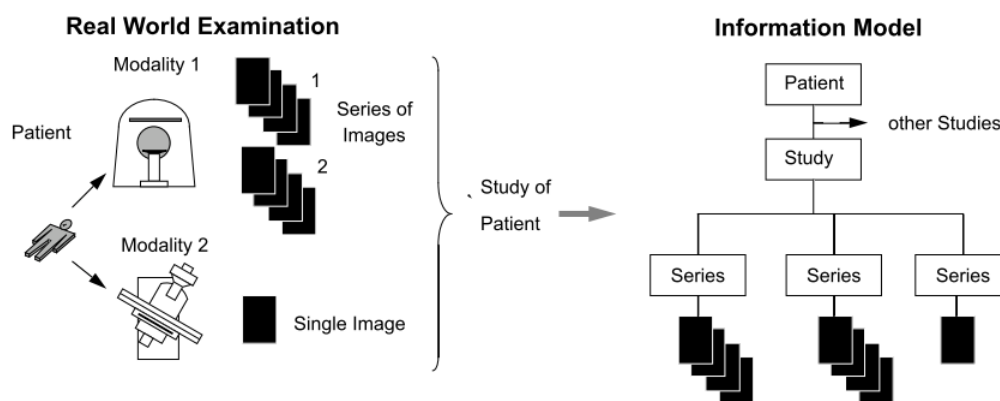 Real World Examination
Modality 1
1
Series of
Images
Patient
2
Modality 2
Single Image
` Study of
Patient
Information Model
Patient
other Studies
Study
Series
Series
Series